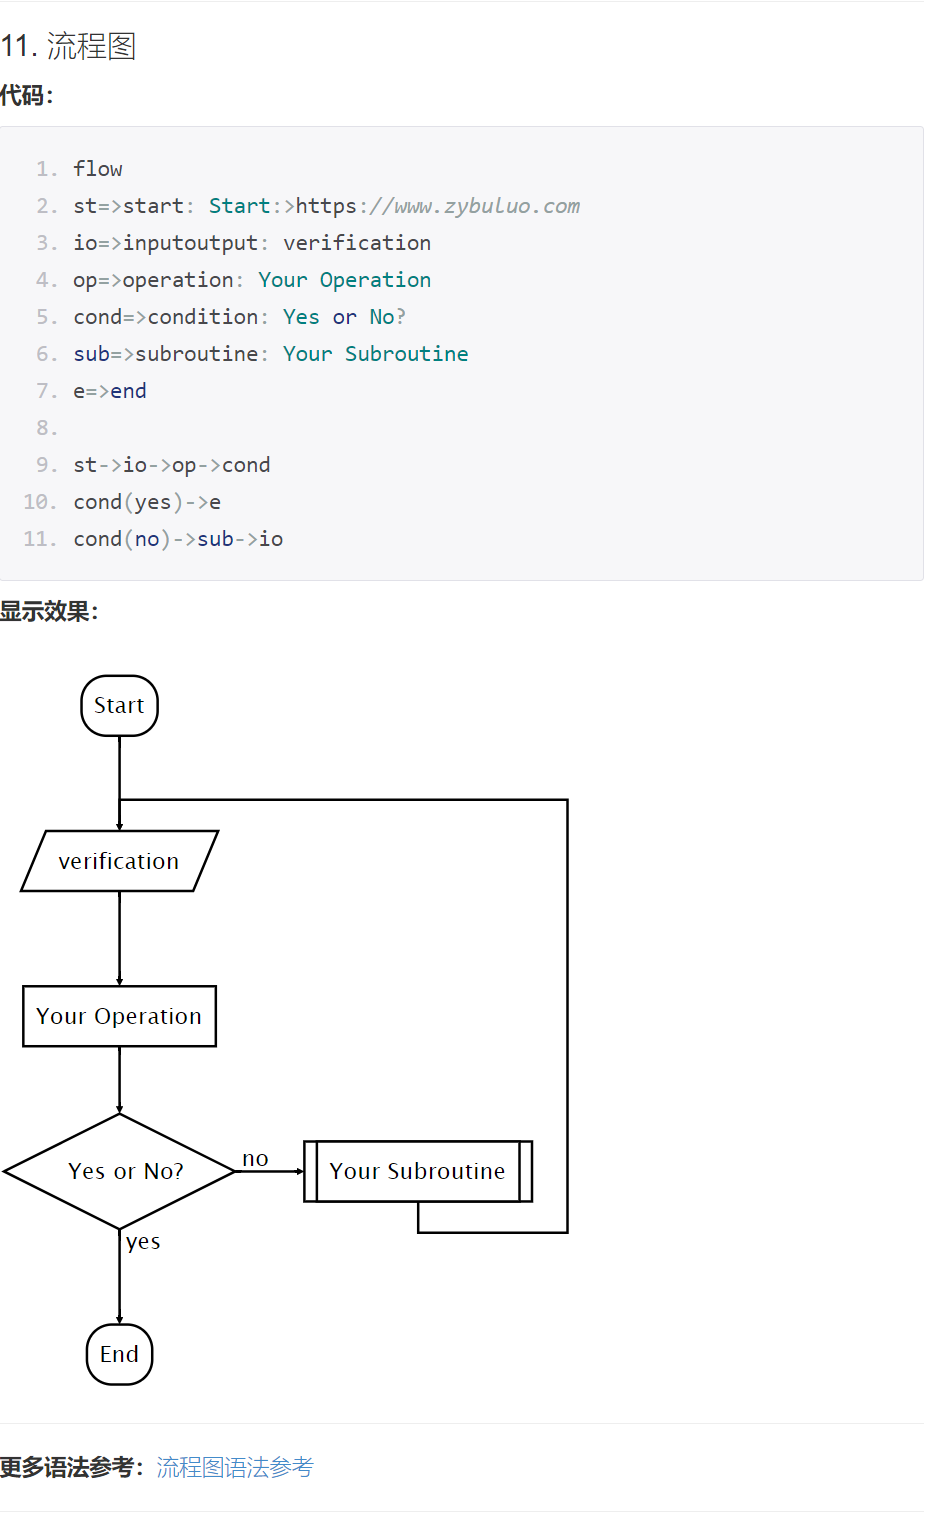 11. 流程图
代码：
1. flow
2. st=>start: Start:>https://www.zybuluo.com
3. io=>inputoutput: verification
4. op=>operation: Your Operation
5. cond=>condition: Yes or No?
6. sub=>subroutine: Your Subroutine
7. e=>end
8.
9. st->io->op->cond
10. cond(yes)->e
11. cond(no)->sub->io
显示效果：
Start
verification
Your Operation
Yes or No?
no
Your Subroutine
yes
End
更多语法参考：流程图语法参考